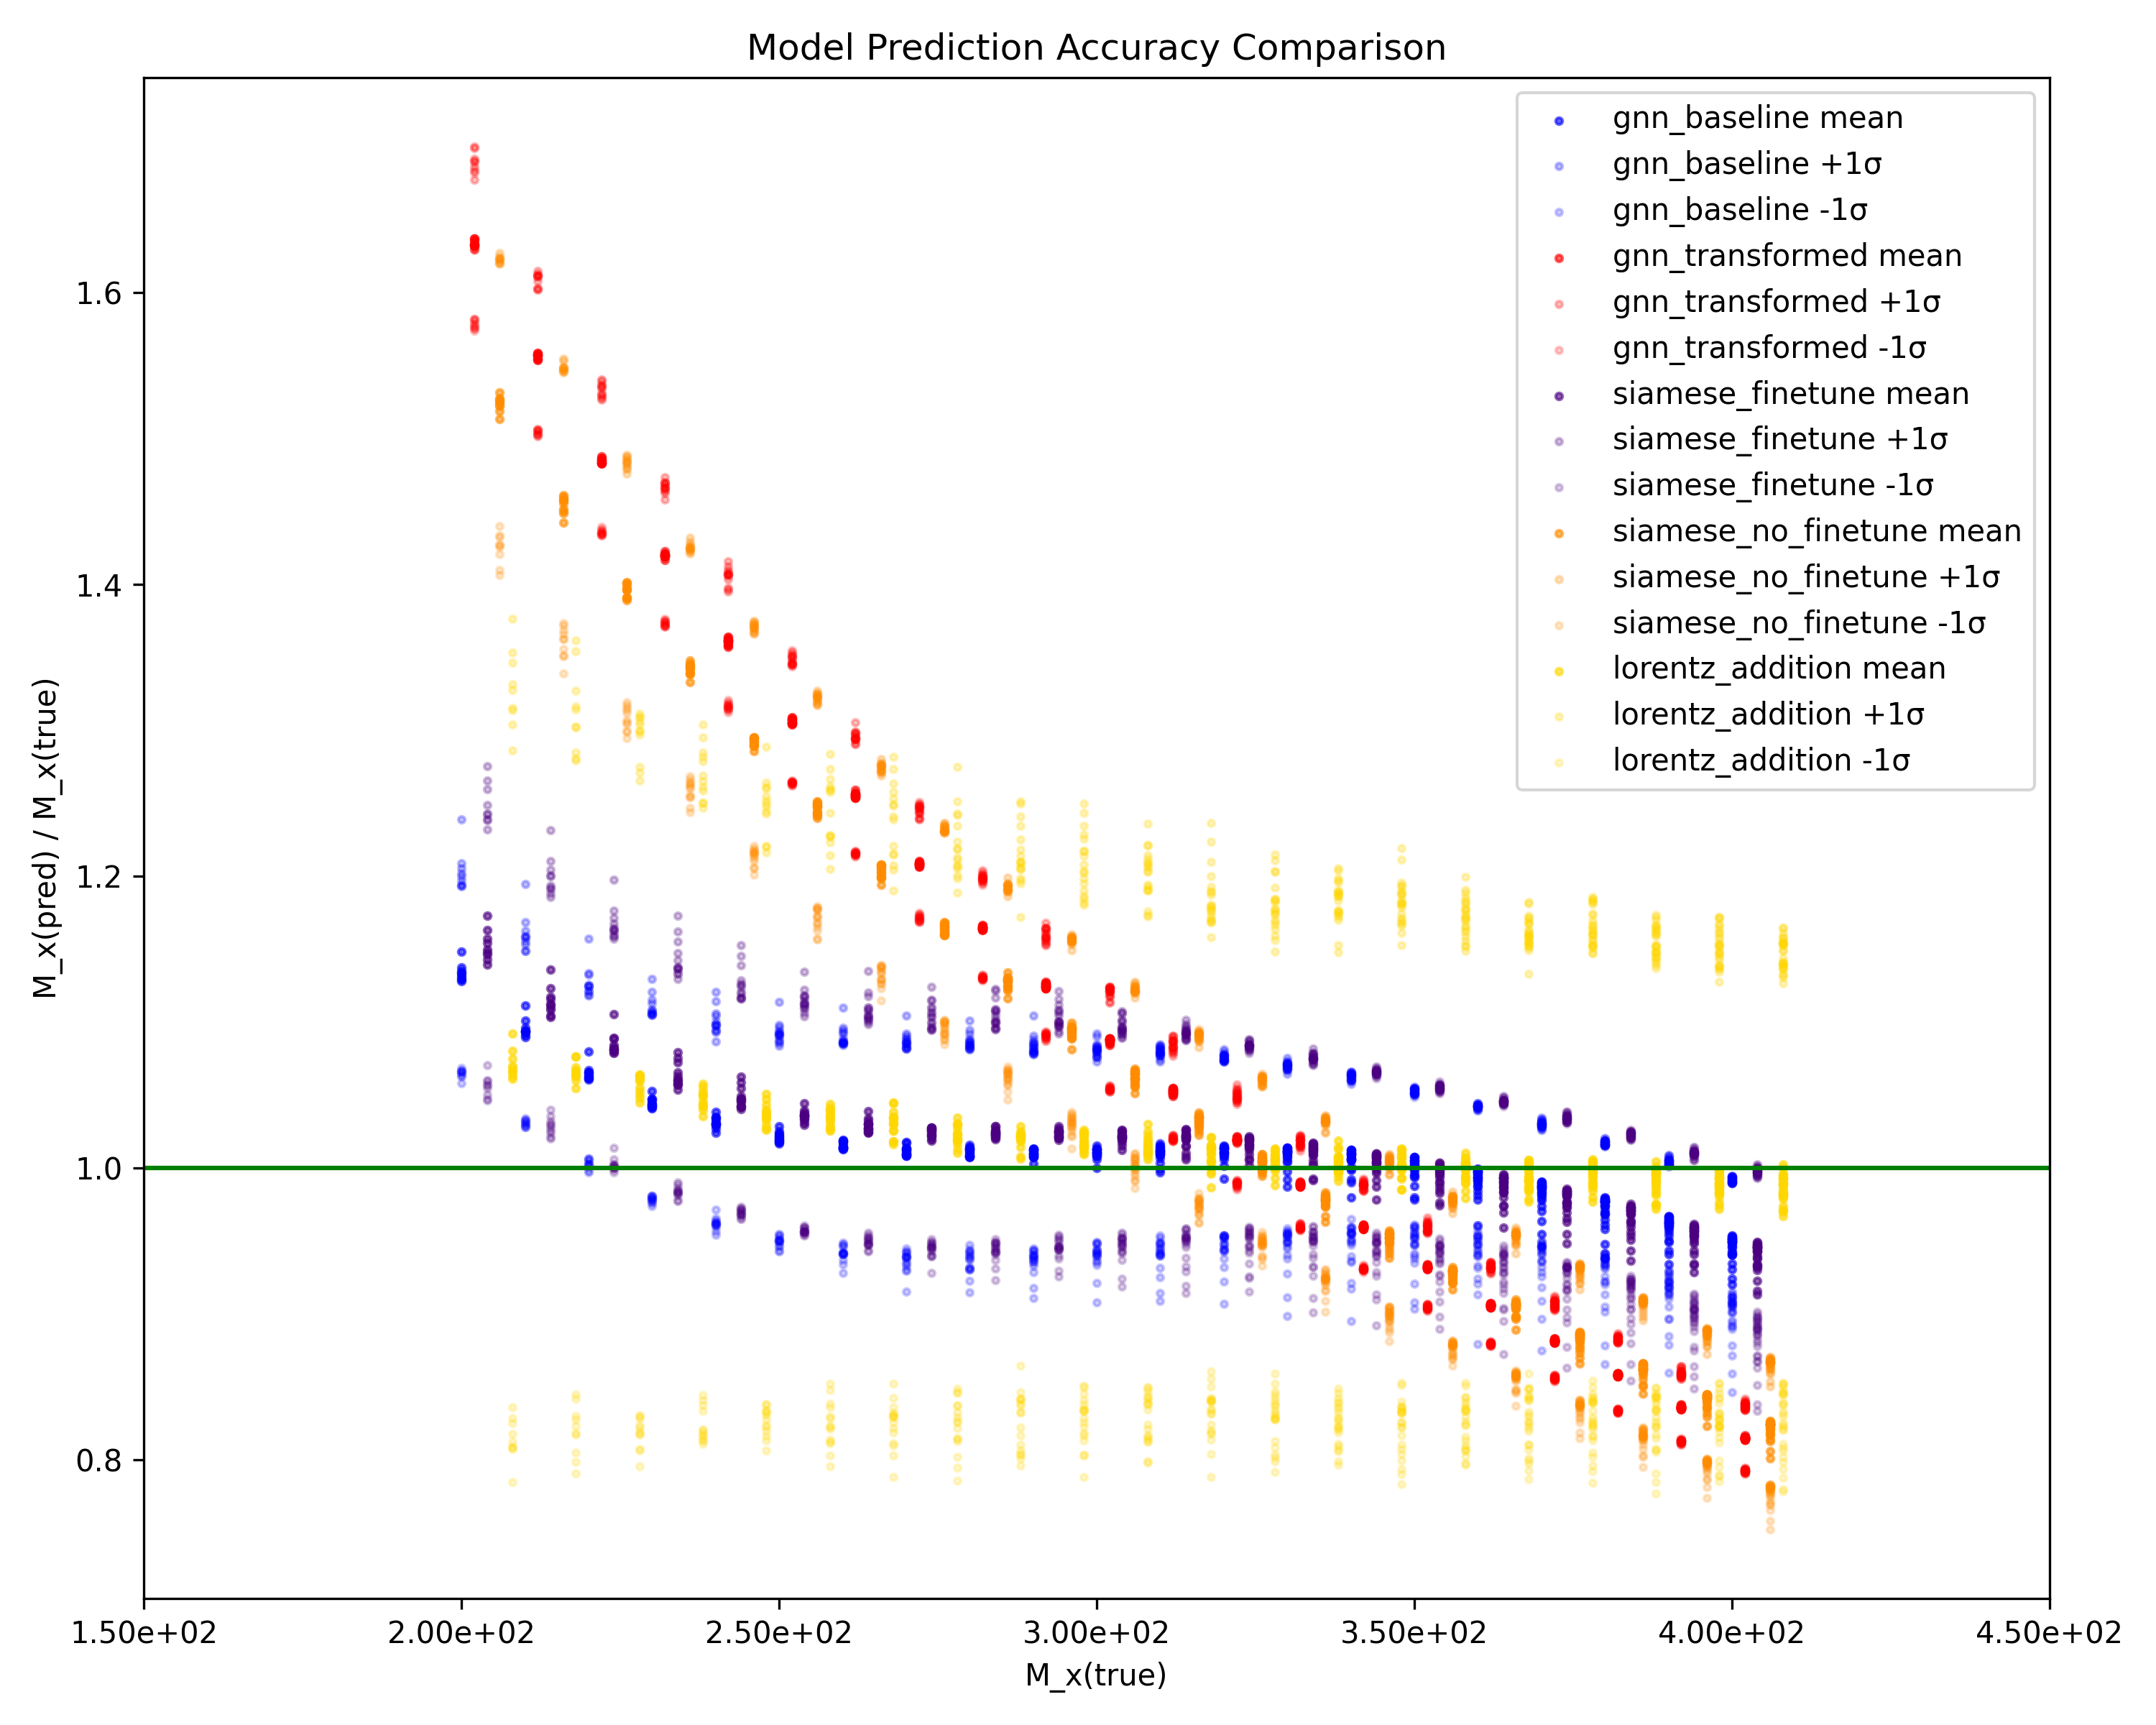 Model Prediction Accuracy Comparison
gnn_baseline mean
gnn_baseline +1σ
gnn_baseline -1σ
gnn_transformed mean
gnn_transformed +1σ
gnn_transformed -1σ
siamese_finetune mean
siamese_finetune +1σ
siamese_finetune -1σ
siamese_no_finetune mean
siamese_no_finetune +1σ
siamese_no_finetune -1σ
lorentz_addition mean
lorentz_addition +1σ
lorentz_addition -1σ
M_x(pred) / M_x(true)
1.6
1.4
1.2
1.0
0.8
1.50e+02 2.00e+02 2.50e+02 3.00e+02 3.50e+02 4.00e+02 4.50e+02
M_x(true)